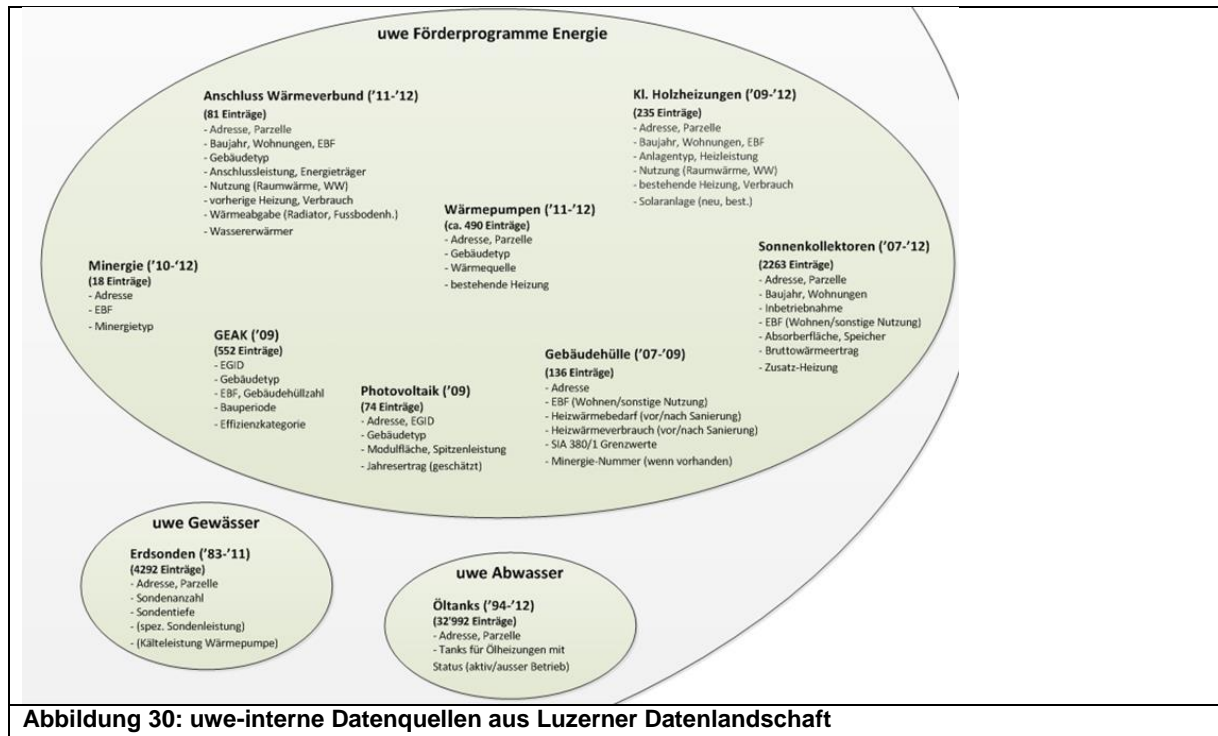 uwe Förderprogramme Energie
Anschluss Wärmeverbund ('11-'12)
(81 Einträge)
- Adresse, Parzelle
- Baujahr, Wohnungen, EBF
- Gebäudetyp
- Anschlussleistung, Energieträger
- Nutzung (Raumwärme, WW)
- vorherige Heizung, Verbrauch
- Wärmeabgabe (Radiator, Fussbodenh.)
- Wassererwärmer
Kl. Holzheizungen ('09-'12)
(235 Einträge)
- Adresse, Parzelle
- Baujahr, Wohnungen, EBF
- Anlagentyp, Heizleistung
- Nutzung (Raumwärme, WW)
- bestehende Heizung, Verbrauch
- Solaranlage (neu, best.)
Wärmepumpen ('11-'12)
(ca. 490 Einträge)
- Adresse, Parzelle
- Gebäudetyp
- Wärmequelle
- bestehende Heizung
Sonnenkollektoren ('07-'12)
(2263 Einträge)
- Adresse, Parzelle
- Baujahr, Wohnungen
- Inbetriebnahme
- EBF (Wohnen/sonstige Nutzung)
- Absorberfläche, Speicher
- Bruttowärmeertrag
- Zusatz-Heizung
Minergie ('10-'12)
(18 Einträge)
- Adresse
- EBF
- Minergietyp
GEAK ('09)
(552 Einträge)
- EGID
- Gebäudetyp
- EBF, Gebäudehüllzahl
- Bauperiode
- Effizienzkategorie
Photovoltaik ('09)
(74 Einträge)
- Adresse, EGID
- Gebäudetyp
- Modulfläche, Spitzenleistung
- Jahresertrag (geschätzt)
Gebäudehülle ('07-'09)
(136 Einträge)
- Adresse
- EBF (Wohnen/sonstige Nutzung)
- Heizwärmebedarf (vor/nach Sanierung)
- Heizwärmeverbrauch (vor/nach Sanierung)
- SIA 380/1 Grenzwerte
- Minergie-Nummer (wenn vorhanden)
uwe Gewässer
Erdsonden ('83-'11)
(4292 Einträge)
- Adresse, Parzelle
- Sondenanzahl
- Sondentiefe
- (spez. Sondenleistung)
- (Kälteleistung Wärmepumpe)
uwe Abwasser
Öltanks ('94-'12)
(32'992 Einträge)
- Adresse, Parzelle
- Tanks für Ölheizungen mit
Status (aktiv/ausser Betrieb)
Abbildung 30: uwe-interne Datenquellen aus Luzerner Datenlandschaft